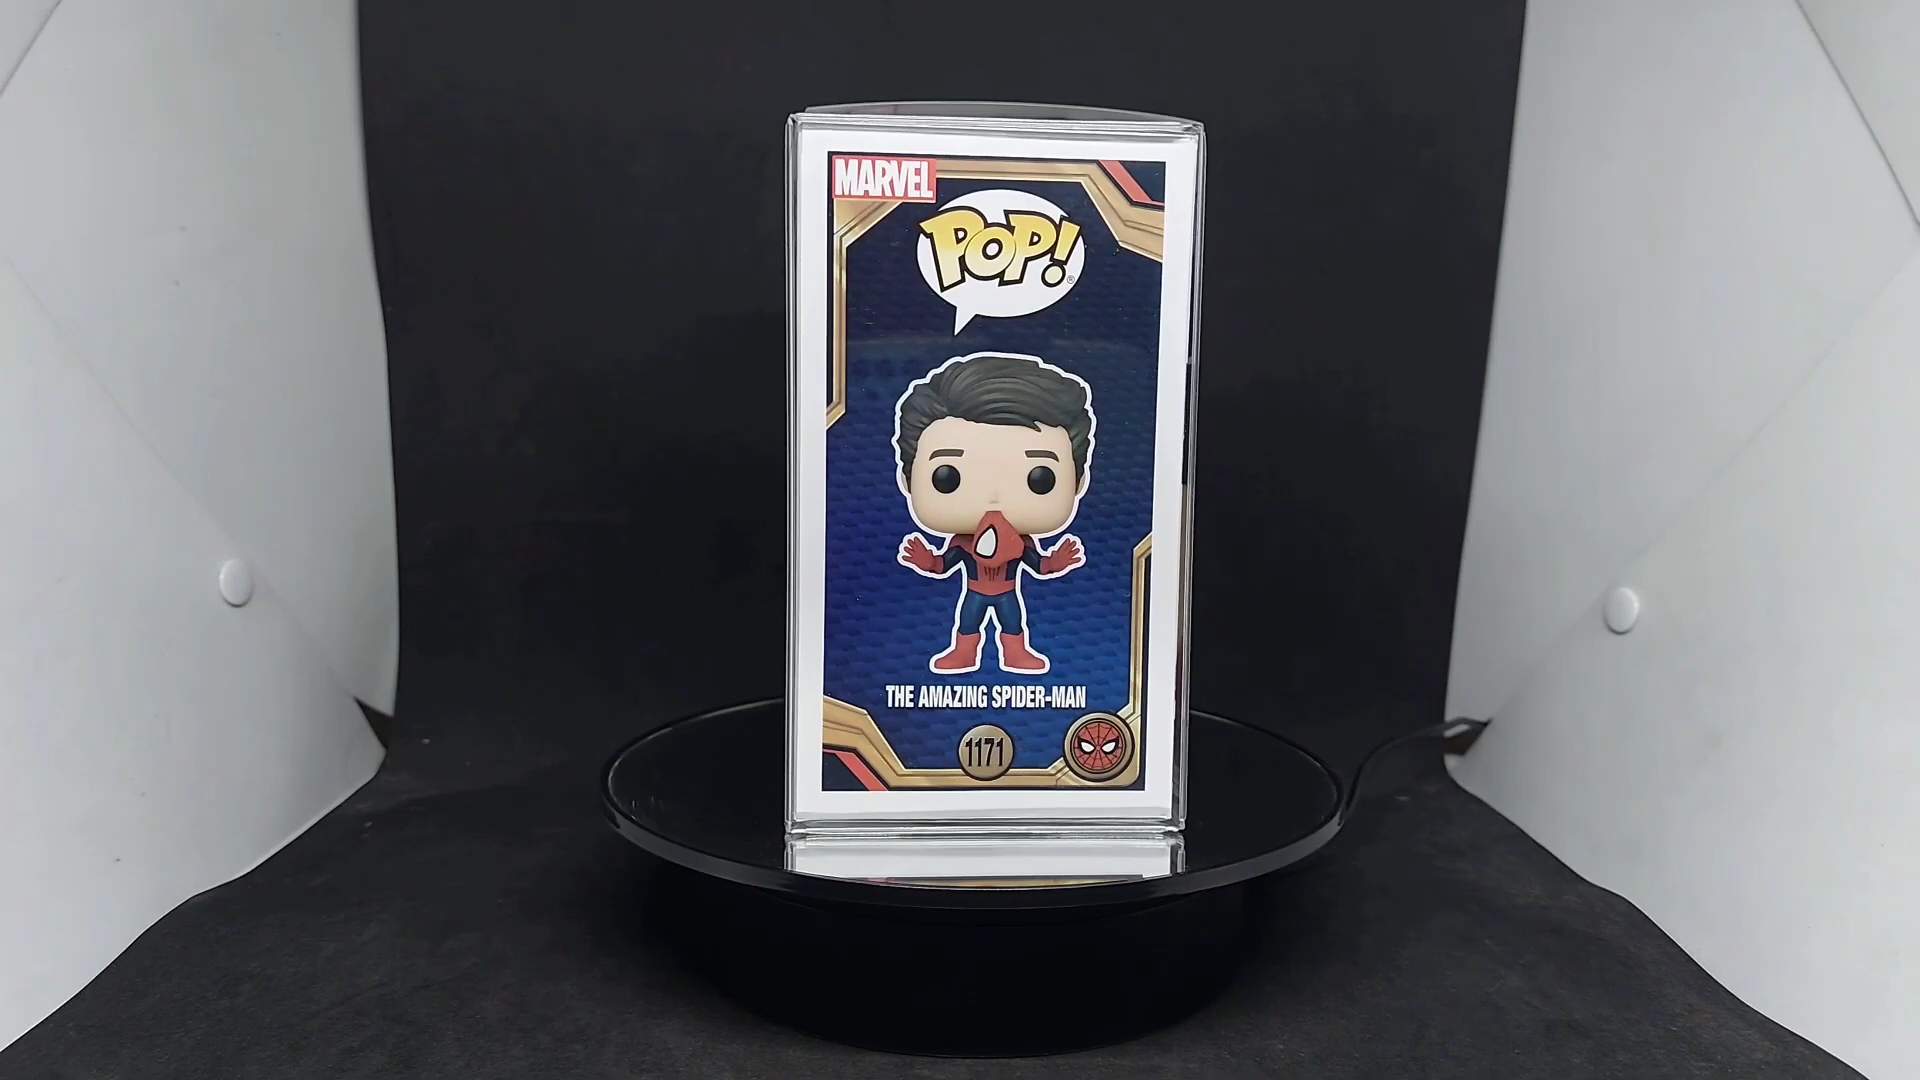 MARVEL
POP!
THE AMAZING SPIDER-MAN
1171